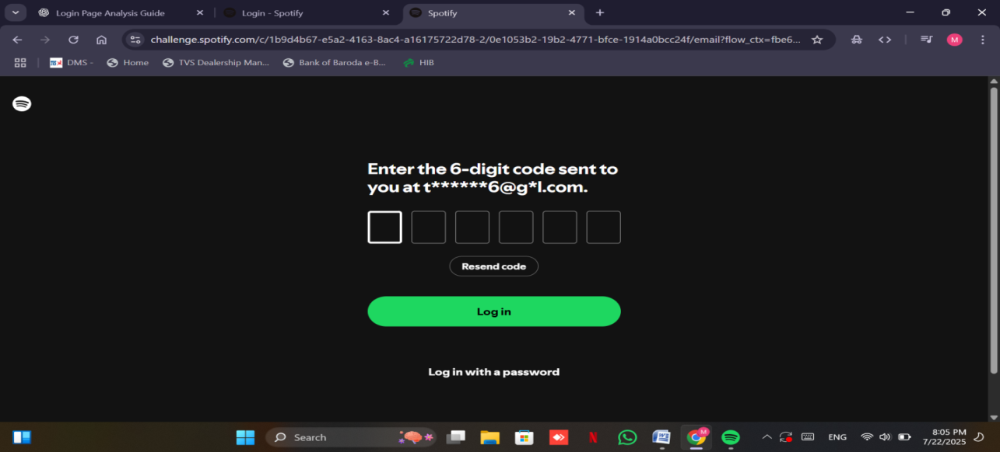 Login Page Analysis Guide
Login - Spotify
Spotify
challenge.spotify.com/c/1b9d4b67-e5a2-4163-8ac4-a16175722d78-2/0e1053b2-19b2-4771-bfce-1914a0bcc24f/email?flow_ctx=fbe6...
M
DMS -
Home
TVS Dealership Man...
Bank of Baroda e-B...
HIB
Enter the 6-digit code sent to
you at t******6@g*l.com.
Resend code
Log in
Log in with a password
Search
N
W
M
ENG
8:05 PM
7/22/2025